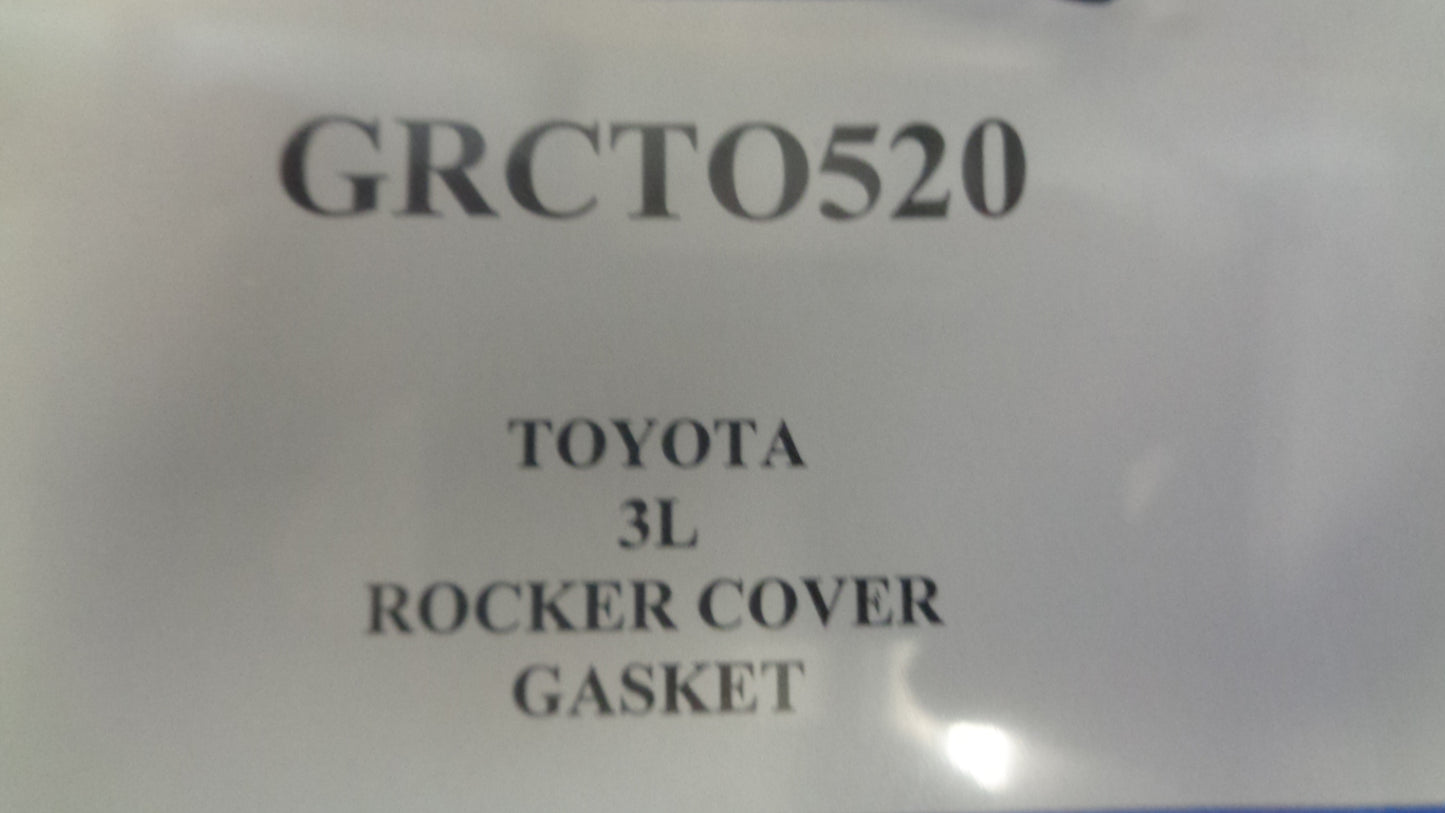 GRCTO520
TOYOTA
3L
ROCKER COVER
GASKET